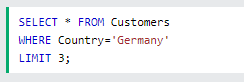 SELECT * FROM Customers
WHERE Country='Germany'
LIMIT 3;